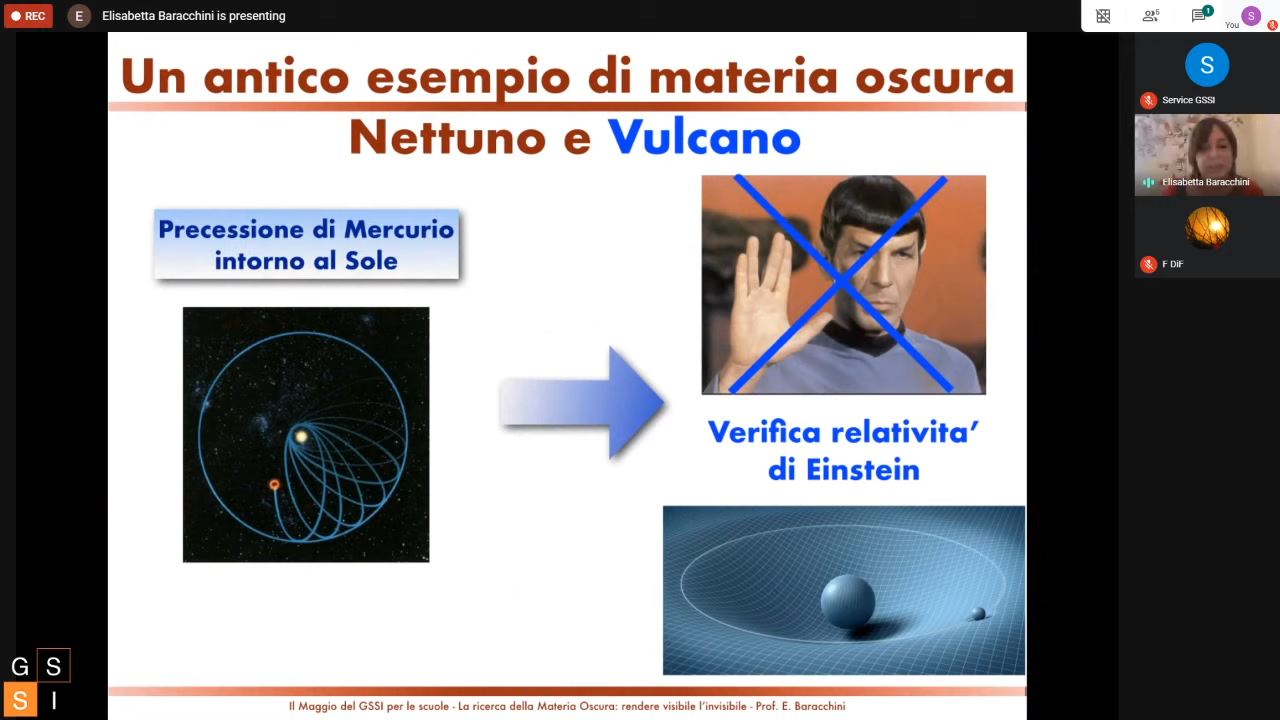 REC
E
Elisabetta Baracchini is presenting
5
1
S
You
Un antico esempio di materia oscura
Nettuno e Vulcano
Precessione di Mercurio
intorno al Sole
Verifica relativita’
di Einstein
S
Service GSSI
Elisabetta Baracchini
F DiF
G S
S I
Il Maggio del GSSI per le scuole - La ricerca della Materia Oscura: rendere visibile l’invisibile - Prof. E. Baracchini